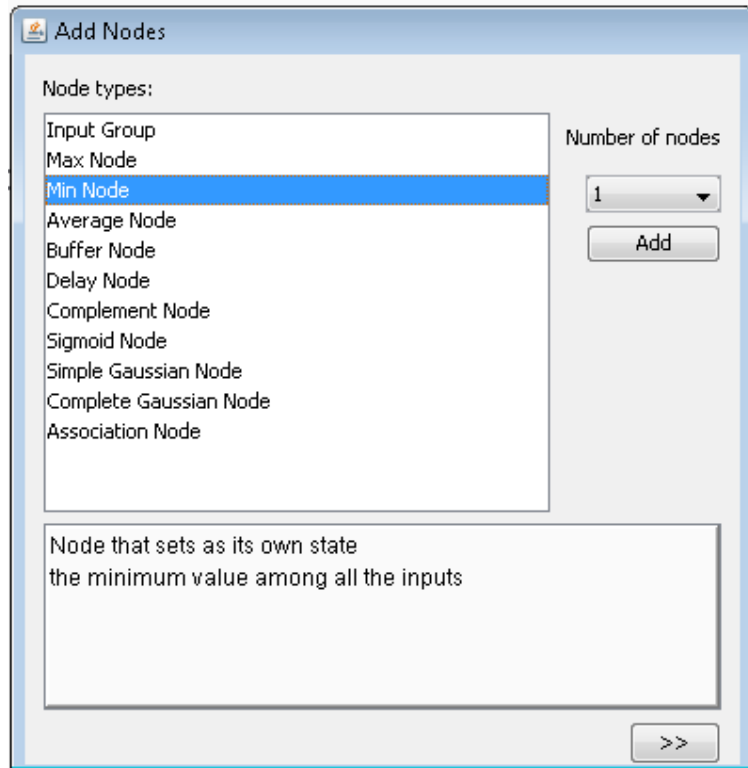 Add Nodes
Node types:
Input Group
Max Node
Min Node
Average Node
Buffer Node
Delay Node
Complement Node
Sigmoid Node
Simple Gaussian Node
Complete Gaussian Node
Association Node
Number of nodes
1
Add
Node that sets as its own state
the minimum value among all the inputs
>>